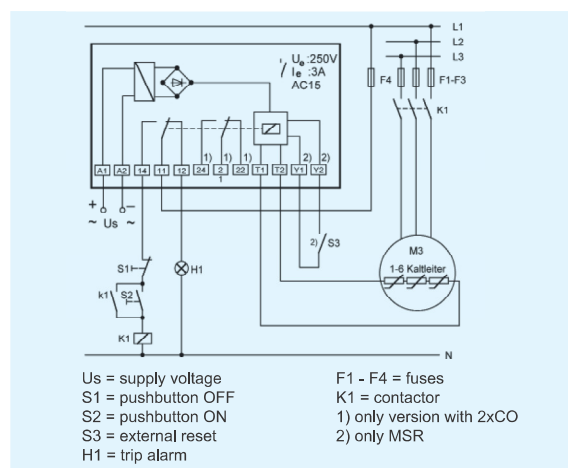 L1
L2
L3
Ue :250V
Ie :3A
AC15
F4
F1-F3
K1
1) 1) 1) 2) 2)
A1 A2 14 11 12 24 2 22 T1 T2 Y1 Y2
1
+ –
~ Us ~
2) S3
M3
1-6 Kaltleiter
S1
H1
k1 S2
K1
N
Us = supply voltage
S1 = pushbutton OFF
S2 = pushbutton ON
S3 = external reset
H1 = trip alarm
F1 - F4 = fuses
K1 = contactor
1) only version with 2xCO
2) only MSR